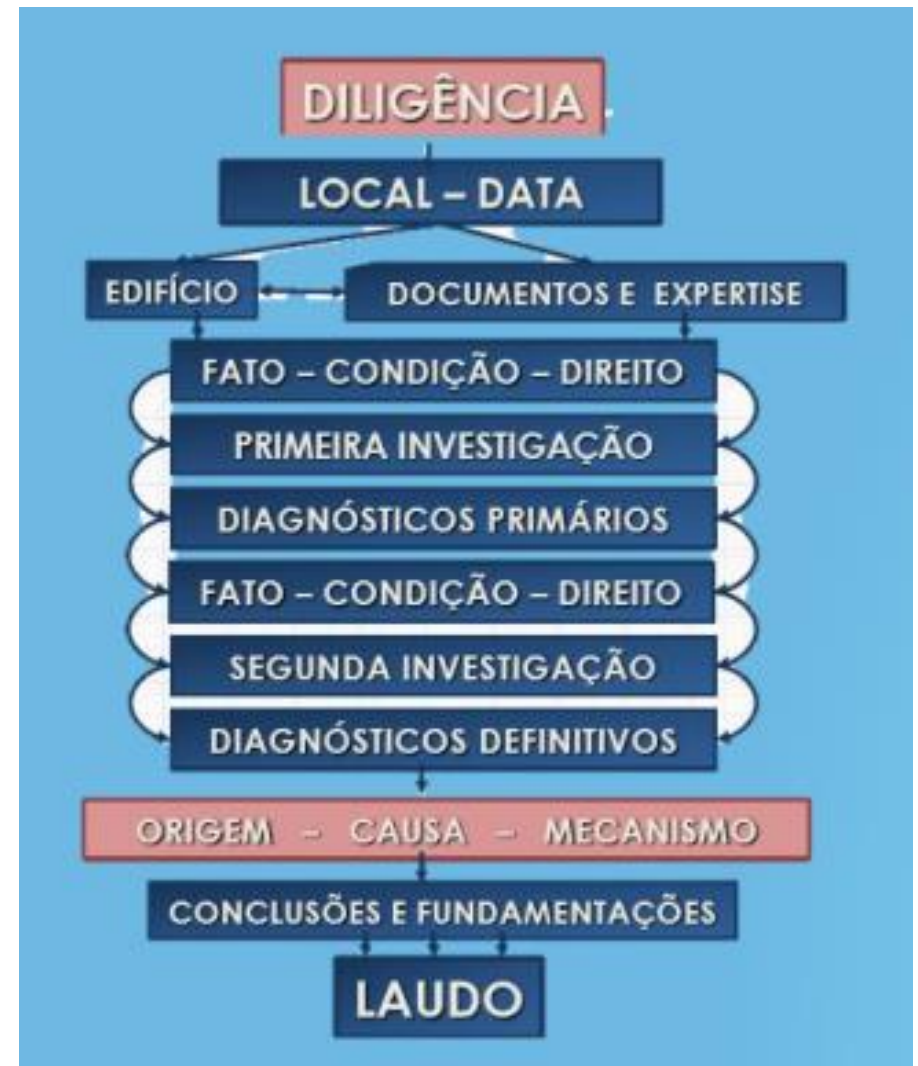 DILIGÊNCIA
LOCAL – DATA
EDIFÍCIO
DOCUMENTOS E EXPERTISE
FATO – CONDIÇÃO – DIREITO
PRIMEIRA INVESTIGAÇÃO
DIAGNÓSTICOS PRIMÁRIOS
FATO – CONDIÇÃO – DIREITO
SEGUNDA INVESTIGAÇÃO
DIAGNÓSTICOS DEFINITIVOS
ORIGEM – CAUSA – MECANISMO
CONCLUSÕES E FUNDAMENTAÇÕES
LAUDO